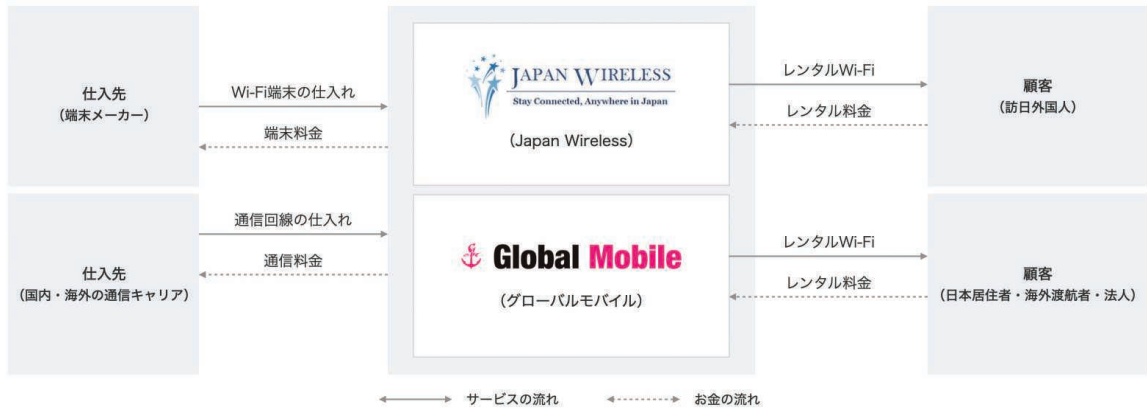 仕入先
(端末メーカー)
Wi-Fi端末の仕入れ
端末料金
JAPAN WIRELESS
Stay Connected, Anywhere in Japan
(Japan Wireless)
レンタルWi-Fi
レンタル料金
顧客
(訪日外国人)
仕入先
(国内・海外の通信キャリア)
通信回線の仕入れ
通信料金
Global Mobile
(グローバルモバイル)
レンタルWi-Fi
レンタル料金
顧客
(日本居住者・海外渡航者・法人)
サービスの流れ
お金の流れ